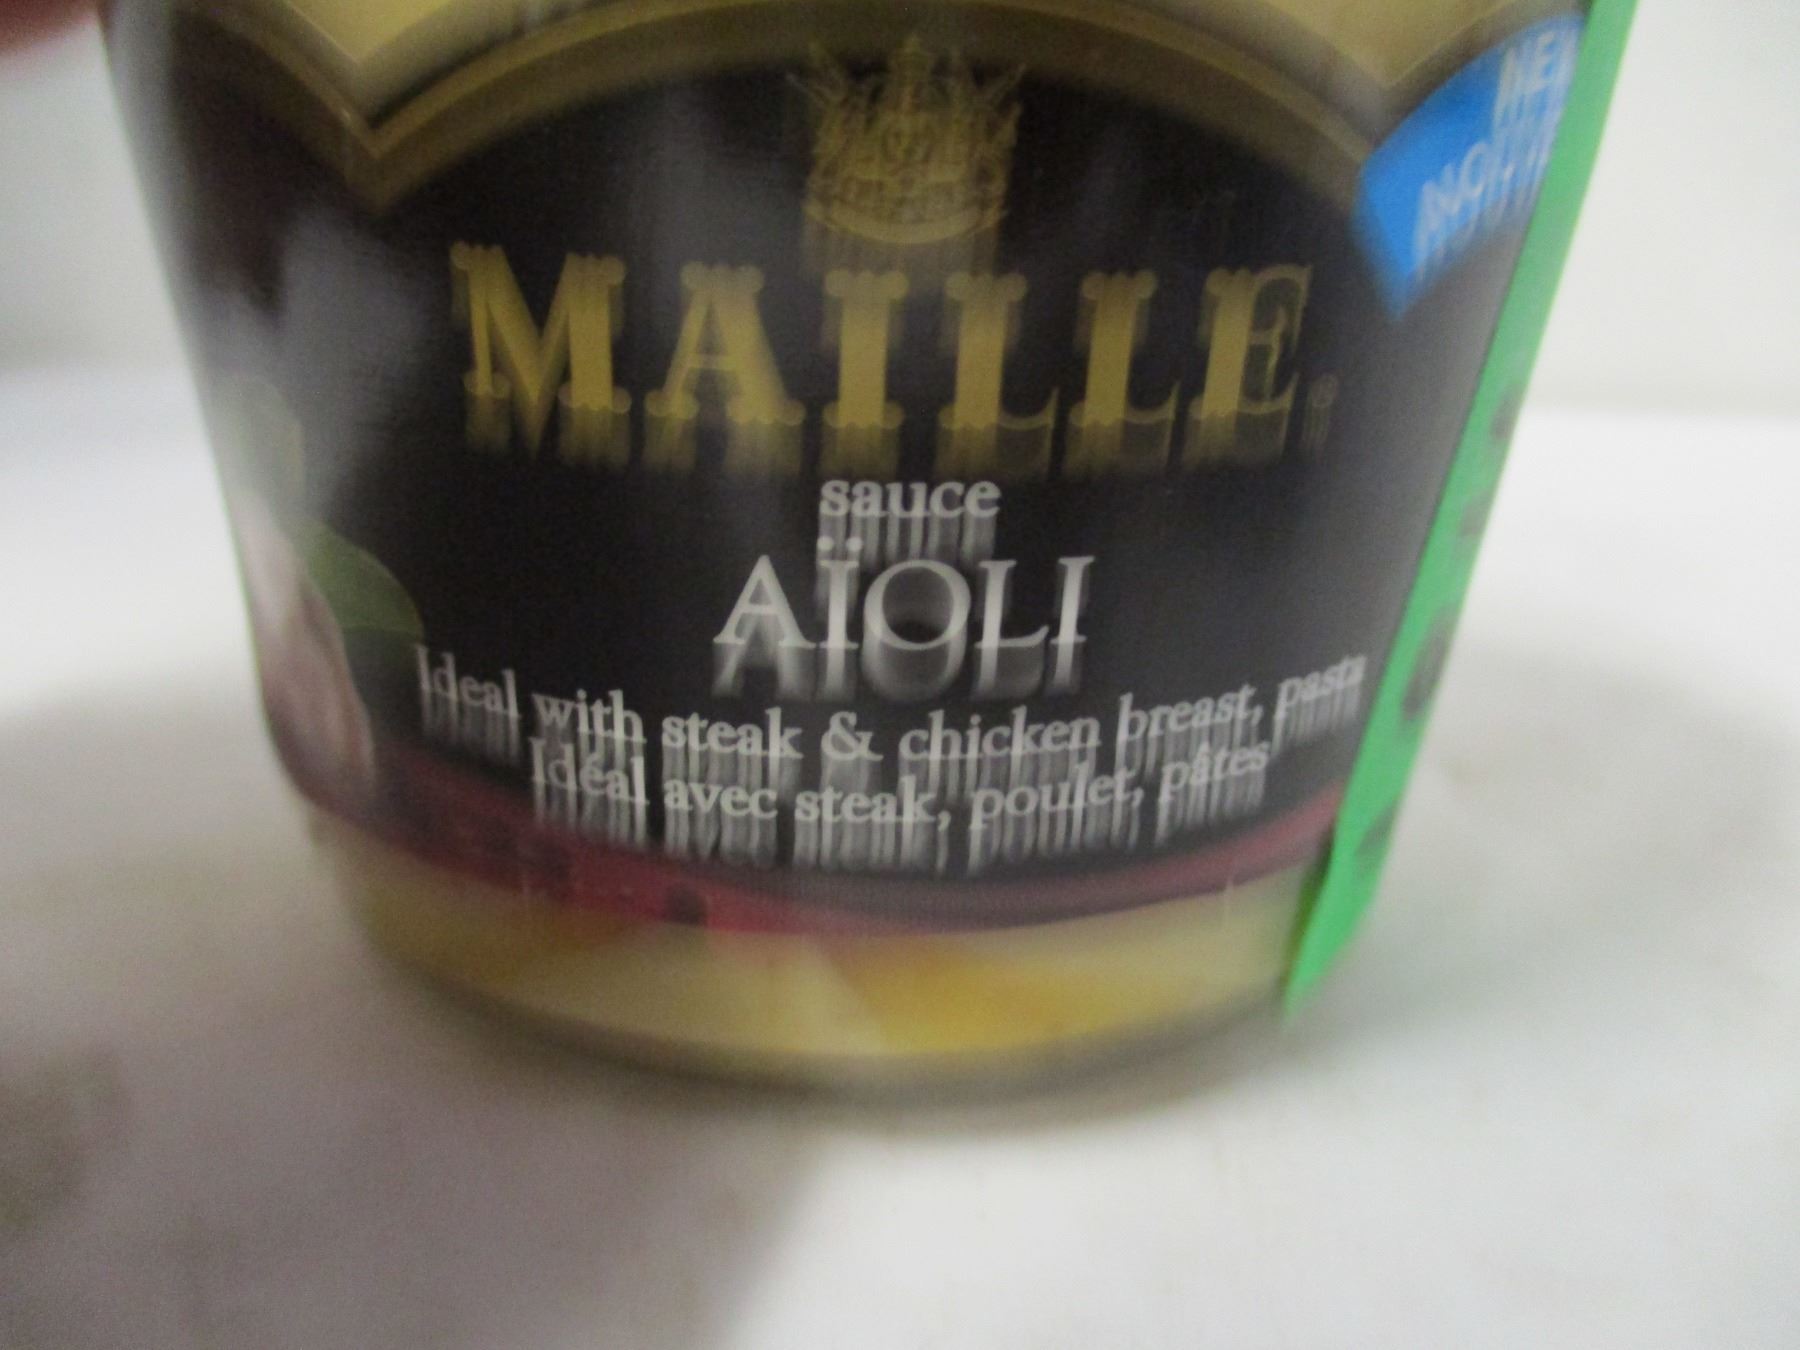 MAILLE®
sauce
AÏOLI
Ideal with steak & chicken breast, pasta
Idéal avec steak, poulet, pâtes